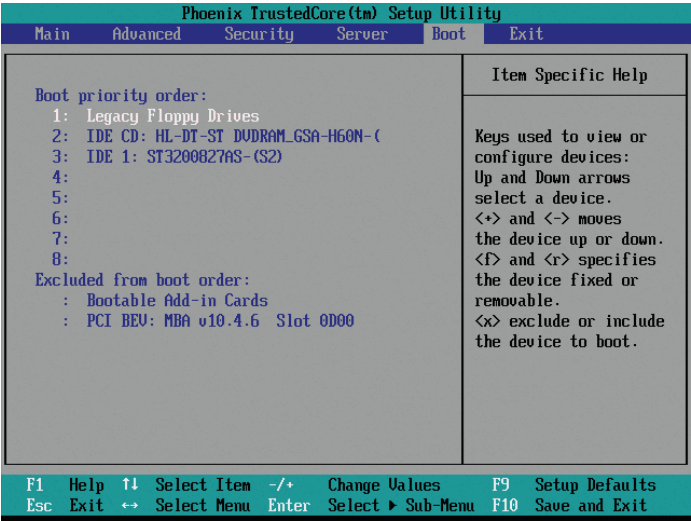 Phoenix TrustedCore(tm) Setup Utility
Main Advanced Security Server Boot Exit
Item Specific Help
Boot priority order:
1: Legacy Floppy Drives
2: IDE CD: HL-DT-ST DVDRAM_GSA-H60N-(
3: IDE 1: ST3200827AS-(S2)
4:
5:
6:
7:
8:
Excluded from boot order:
: Bootable Add-in Cards
: PCI BEV: MBA v10.4.6 Slot 0D00
Keys used to view or
configure devices:
Up and Down arrows
select a device.
<+> and <-> moves
the device up or down.
<f> and <r> specifies
the device fixed or
removable.
<x> exclude or include
the device to boot.
F1 Help ↑↓ Select Item -/+ Change Values F9 Setup Defaults
Esc Exit ↔ Select Menu Enter Select ▶ Sub-Menu F10 Save and Exit